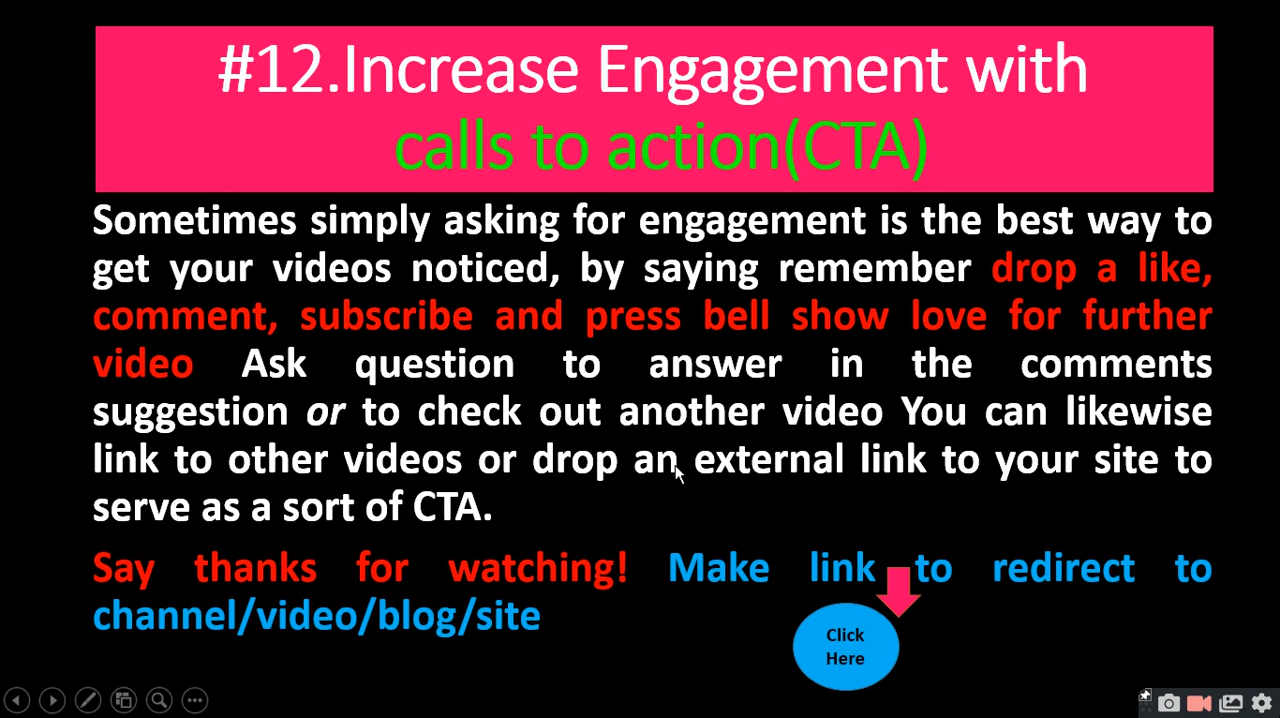 #12.Increase Engagement with
calls to action(CTA)
Sometimes simply asking for engagement is the best way to
get your videos noticed, by saying remember drop a like,
comment, subscribe and press bell show love for further
video Ask question to answer in the comments
suggestion or to check out another video You can likewise
link to other videos or drop an external link to your site to
serve as a sort of CTA.
Say thanks for watching! Make link to redirect to
channel/video/blog/site
Click
Here